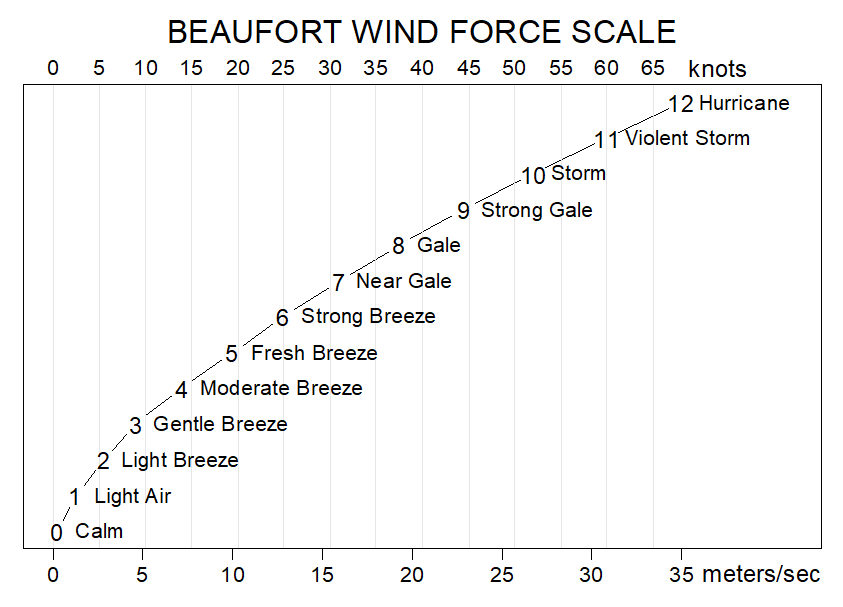 BEAUFORT WIND FORCE SCALE
0 5 10 15 20 25 30 35 40 45 50 55 60 65 knots
12 Hurricane
11 Violent Storm
10 Storm
9 Strong Gale
8 Gale
7 Near Gale
6 Strong Breeze
5 Fresh Breeze
4 Moderate Breeze
3 Gentle Breeze
2 Light Breeze
1 Light Air
0 Calm
0 5 10 15 20 25 30 35 meters/sec